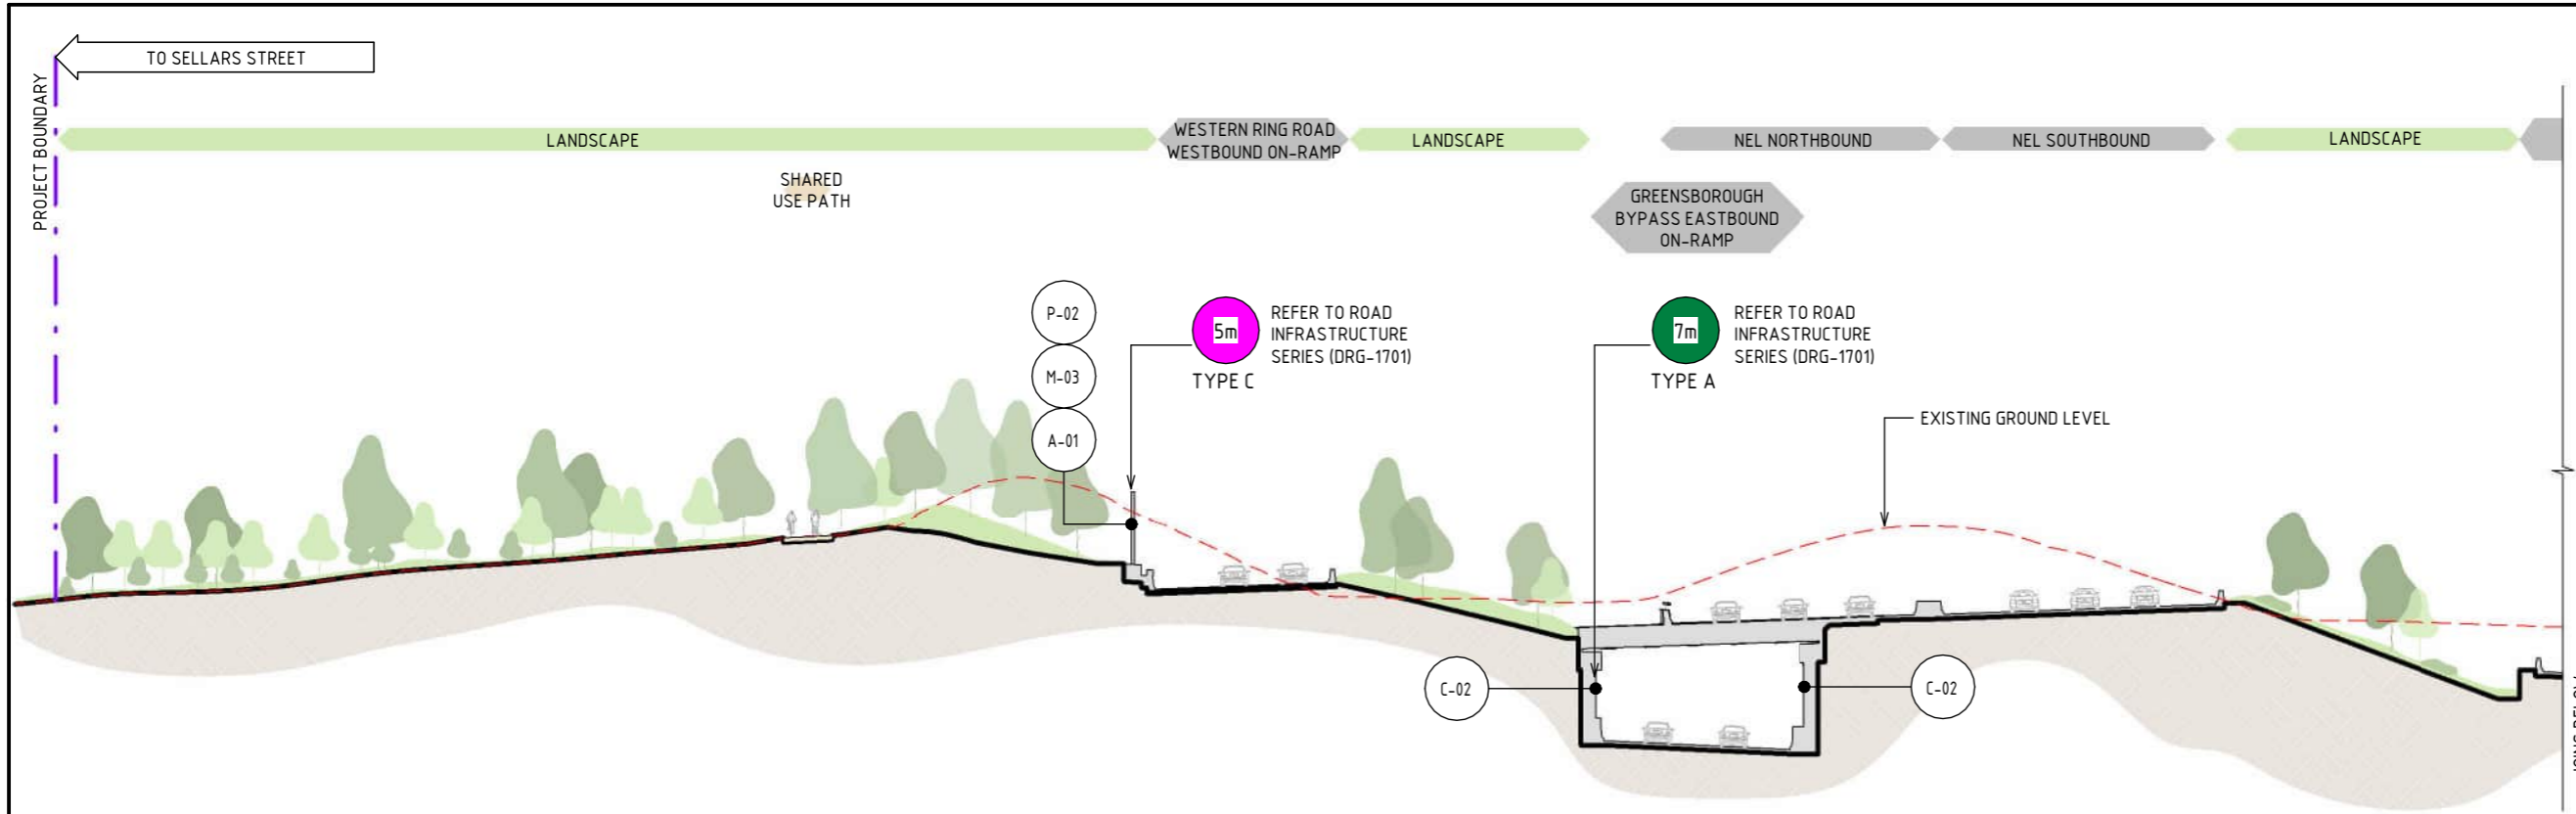 TO SELLARS STREET
PROJECT BOUNDARY
LANDSCAPE
WESTERN RING ROAD
WESTBOUND ON-RAMP
LANDSCAPE
NEL NORTHBOUND
NEL SOUTHBOUND
LANDSCAPE
SHARED
USE PATH
GREENSBOROUGH
BYPASS EASTBOUND
ON-RAMP
P-02
M-03
A-01
5m
TYPE C
REFER TO ROAD
INFRASTRUCTURE
SERIES (DRG-1701)
7m
TYPE A
REFER TO ROAD
INFRASTRUCTURE
SERIES (DRG-1701)
EXISTING GROUND LEVEL
C-02
C-02